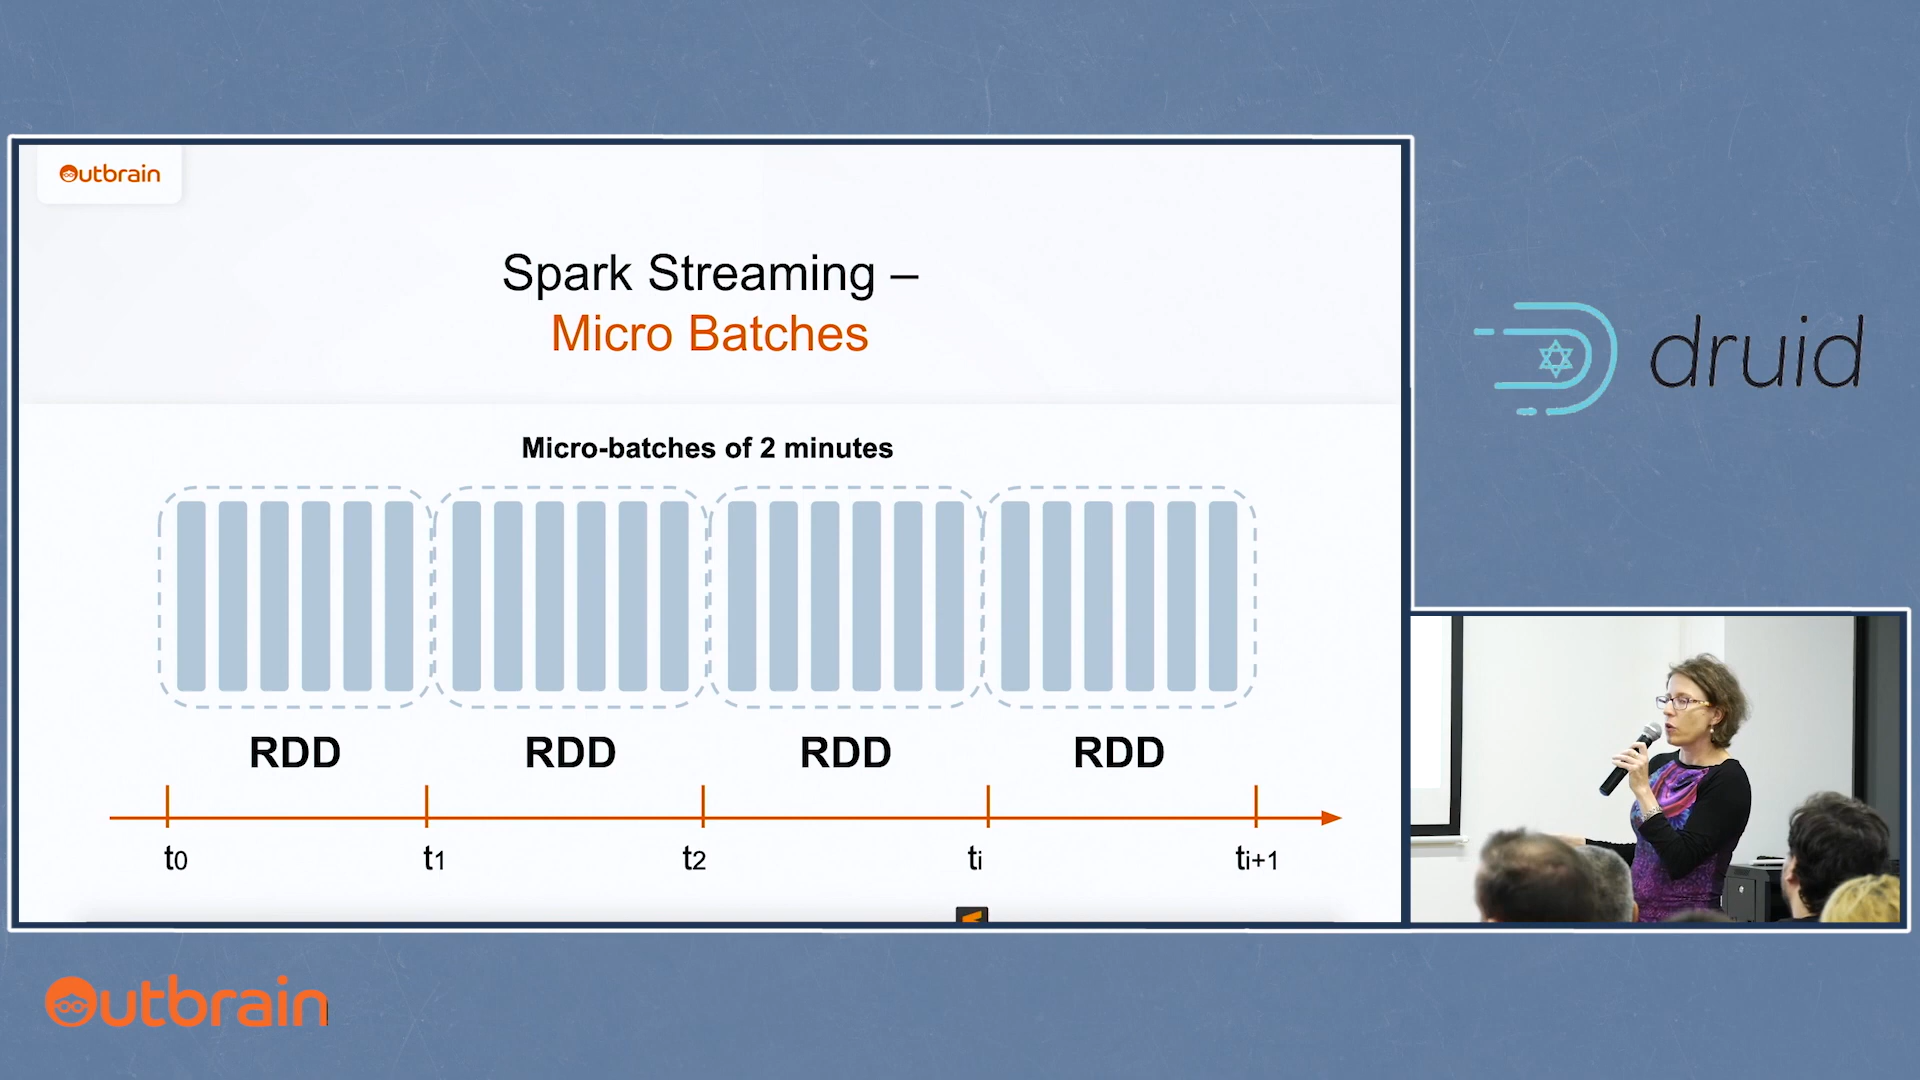 Outbrain
Spark Streaming –
Micro Batches
Micro-batches of 2 minutes
RDD RDD RDD RDD
t0 t1 t2 ti ti+1
druid
Outbrain